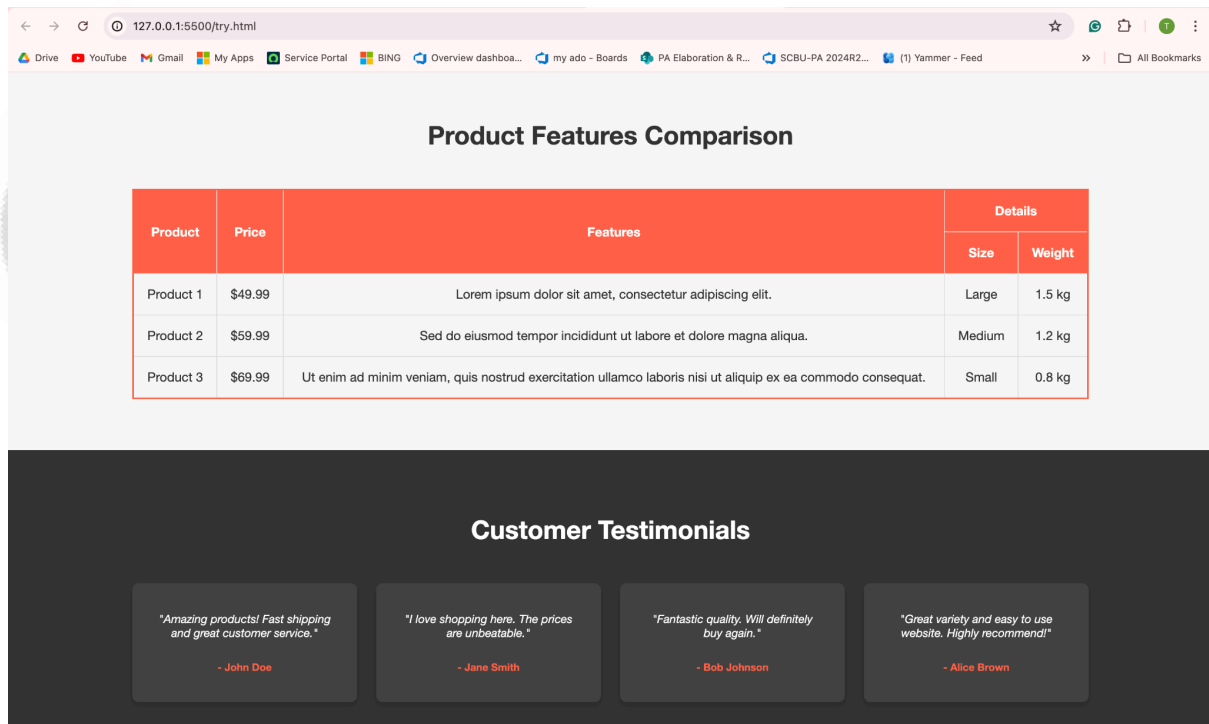 127.0.0.1:5500/try.html
T
Drive YouTube Gmail My Apps Service Portal BING Overview dashboa... my ado - Boards PA Elaboration & R... SCBU-PA 2024R2... (1) Yammer - Feed » All Bookmarks
Product Features Comparison
Product Price Features Details
Size Weight
Product 1 $49.99 Lorem ipsum dolor sit amet, consectetur adipiscing elit. Large 1.5 kg
Product 2 $59.99 Sed do eiusmod tempor incididunt ut labore et dolore magna aliqua. Medium 1.2 kg
Product 3 $69.99 Ut enim ad minim veniam, quis nostrud exercitation ullamco laboris nisi ut aliquip ex ea commodo consequat. Small 0.8 kg
Customer Testimonials
"Amazing products! Fast shipping
and great customer service."
- John Doe
"I love shopping here. The prices
are unbeatable."
- Jane Smith
"Fantastic quality. Will definitely
buy again."
- Bob Johnson
"Great variety and easy to use
website. Highly recommend!"
- Alice Brown